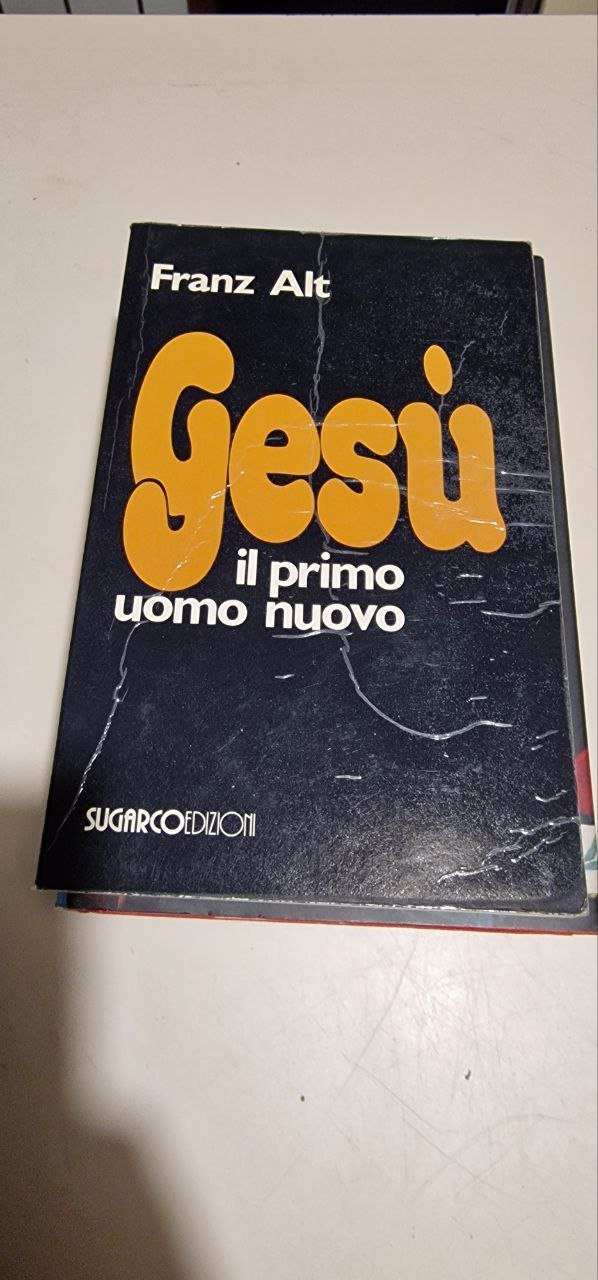 Franz Alt
Gesù
il primo
uomo nuovo
SUGARCOEDIZIONI